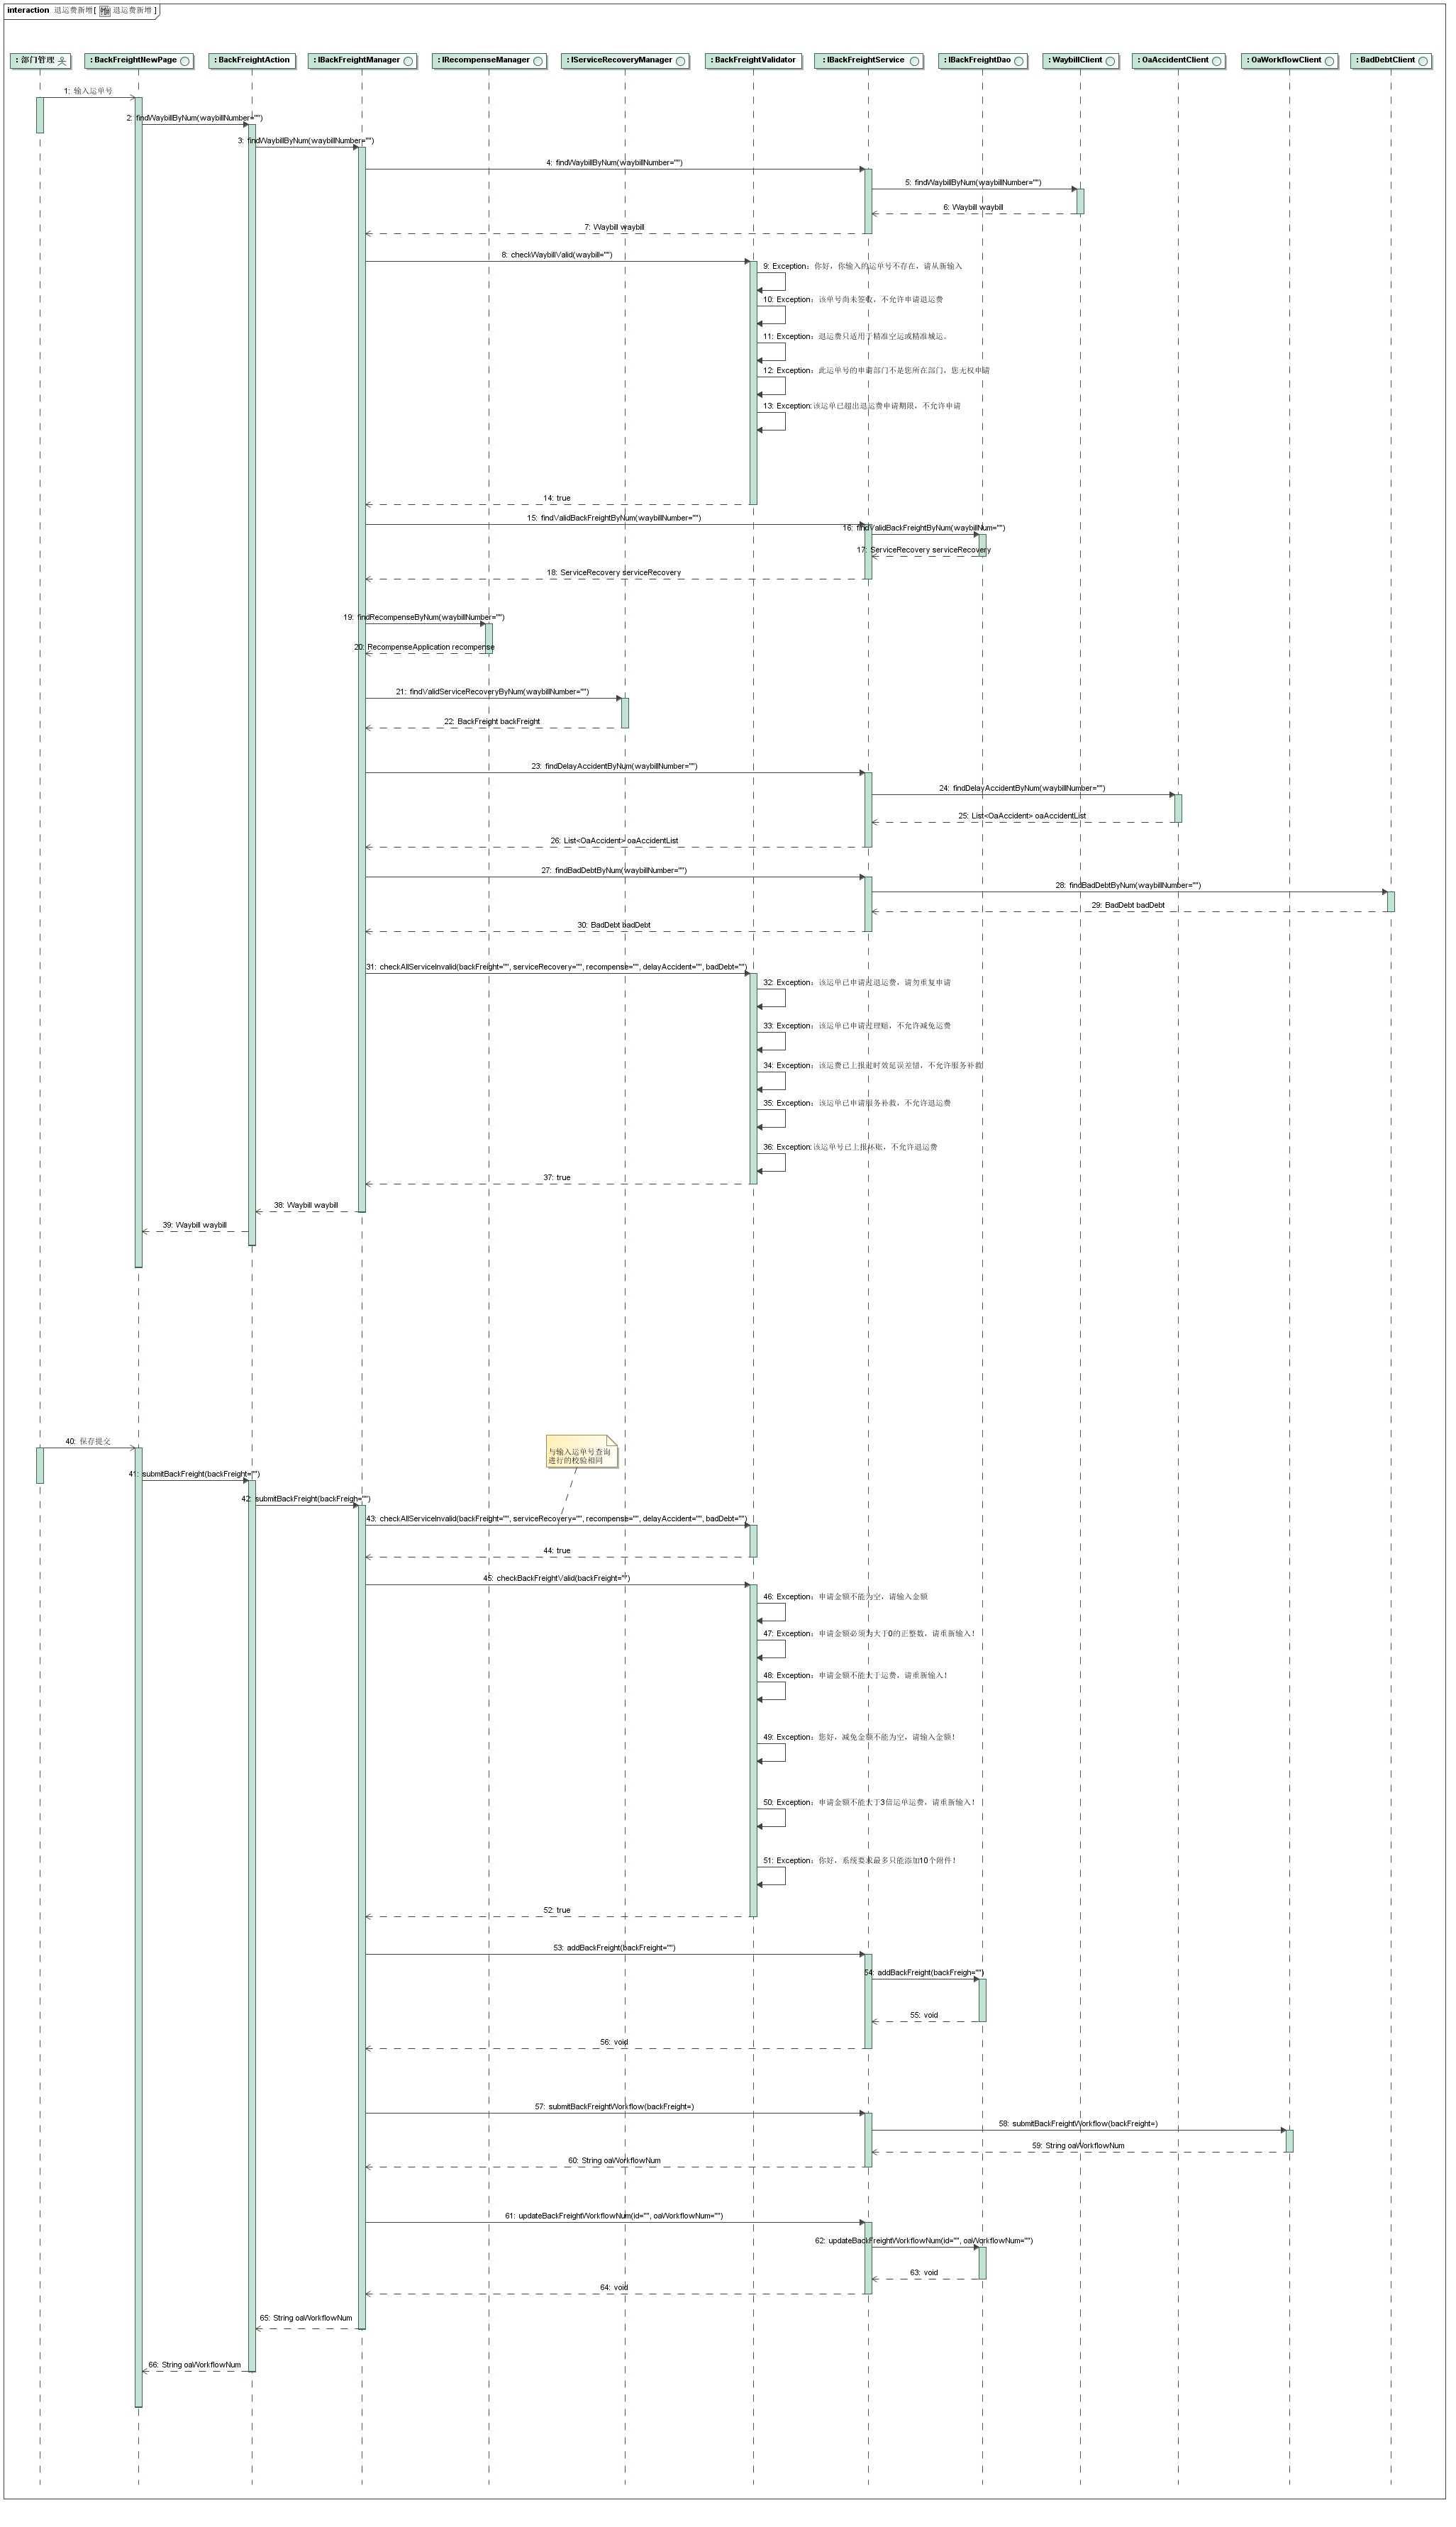 interaction 退运费新增[ 退运费新增 ]
: 部门管理
: BackFreightNewPage
: BackFreightAction
: IBackFreightManager
: IRecompenseManager
: IServiceRecoveryManager
: BackFreightValidator
: IBackFreightService
: IBackFreightDao
: WaybillClient
: OaAccidentClient
: OaWorkflowClient
: BadDebtClient
1: 输入运单号
2: findWaybillByNum(waybillNumber="")
3: findWaybillByNum(waybillNumber="")
4: findWaybillByNum(waybillNumber="")
5: findWaybillByNum(waybillNumber="")
6: Waybill waybill
7: Waybill waybill
8: checkWaybillValid(waybill="")
9: Exception：你好，你输入的运单号不存在，请从新输入
10: Exception：该单号尚未签收，不允许申请退运费
11: Exception：退运费只适用于精准空运或精准城运。
12: Exception：此运单号的申请部门不是您所在部门，您无权申请
13: Exception:该运单已超出退运费申请期限，不允许申请
14: true
15: findValidBackFreightByNum(waybillNumber="")
16: findValidBackFreightByNum(waybillNum="")
17: ServiceRecovery serviceRecovery
18: ServiceRecovery serviceRecovery
19: findRecompenseByNum(waybillNumber="")
20: RecompenseApplication recompense
21: findValidServiceRecoveryByNum(waybillNumber="")
22: BackFreight backFreight
23: findDelayAccidentByNum(waybillNumber="")
24: findDelayAccidentByNum(waybillNumber="")
25: List<OaAccident> oaAccidentList
26: List<OaAccident> oaAccidentList
27: findBadDebtByNum(waybillNumber="")
28: findBadDebtByNum(waybillNumber="")
29: BadDebt badDebt
30: BadDebt badDebt
31: checkAllServiceInvalid(backFreight="", serviceRecovery="", recompense="", delayAccident="", badDebt="")
32: Exception：该运单已申请过退运费，请勿重复申请
33: Exception：该运单已申请过理赔，不允许减免运费
34: Exception：该运费已上报超时效延误差错，不允许服务补救
35: Exception：该运单已申请服务补救，不允许退运费
36: Exception:该运单号已上报坏账，不允许退运费
37: true
38: Waybill waybill
39: Waybill waybill
40: 保存提交
与输入运单号查询
进行的校验相同
41: submitBackFreight(backFreight="")
42: submitBackFreight(backFreigh="")
43: checkAllServiceInvalid(backFreight="", serviceRecovery="", recompense="", delayAccident="", badDebt="")
44: true
45: checkBackFreightValid(backFreight="")
46: Exception：申请金额不能为空，请输入金额
47: Exception：申请金额必须为大于0的正整数，请重新输入！
48: Exception：申请金额不能大于运费，请重新输入！
49: Exception：您好，减免金额不能为空，请输入金额！
50: Exception：申请金额不能大于3倍运单运费，请重新输入！
51: Exception：你好，系统要求最多只能添加10个附件！
52: true
53: addBackFreight(backFreight="")
54: addBackFreight(backFreigh="")
55: void
56: void
57: submitBackFreightWorkflow(backFreight=)
58: submitBackFreightWorkflow(backFreight=)
59: String oaWorkflowNum
60: String oaWorkflowNum
61: updateBackFreightWorkflowNum(id="", oaWorkflowNum="")
62: updateBackFreightWorkflowNum(id="", oaWorkflowNum="")
63: void
64: void
65: String oaWorkflowNum
66: String oaWorkflowNum